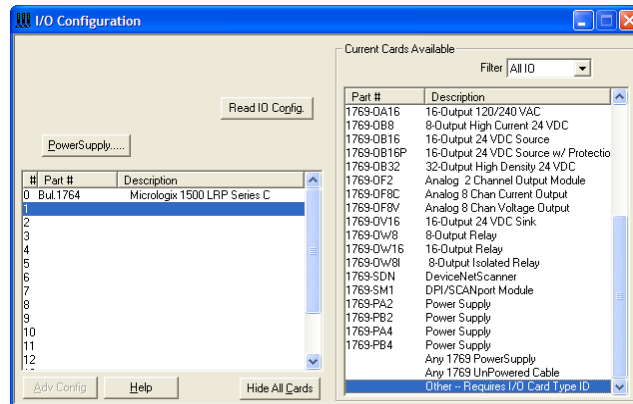 I/O Configuration
Current Cards Available
Filter All IO
Read IO Config.
PowerSupply.....
# Part # Description
0 Bul.1764 Micrologix 1500 LRP Series C
1
2
3
4
5
6
7
8
9
10
11
12
Adv Config Help Hide All Cards
Part # Description
1769-OA16 16-Output 120/240 VAC
1769-OB8 8-Output High Current 24 VDC
1769-OB16 16-Output 24 VDC Source
1769-OB16P 16-Output 24 VDC Source w/ Protectio
1769-OB32 32-Output High Density 24 VDC
1769-OF2 Analog 2 Channel Output Module
1769-OF8C Analog 8 Chan Current Output
1769-OF8V Analog 8 Chan Voltage Output
1769-OV16 16-Output 24 VDC Sink
1769-OW8 8-Output Relay
1769-OW16 16-Output Relay
1769-OW8I 8-Output Isolated Relay
1769-SDN DeviceNetScanner
1769-SM1 DPI/SCANport Module
1769-PA2 Power Supply
1769-PB2 Power Supply
1769-PA4 Power Supply
1769-PB4 Power Supply
Any 1769 PowerSupply
Any 1769 UnPowered Cable
Other -- Requires I/O Card Type ID